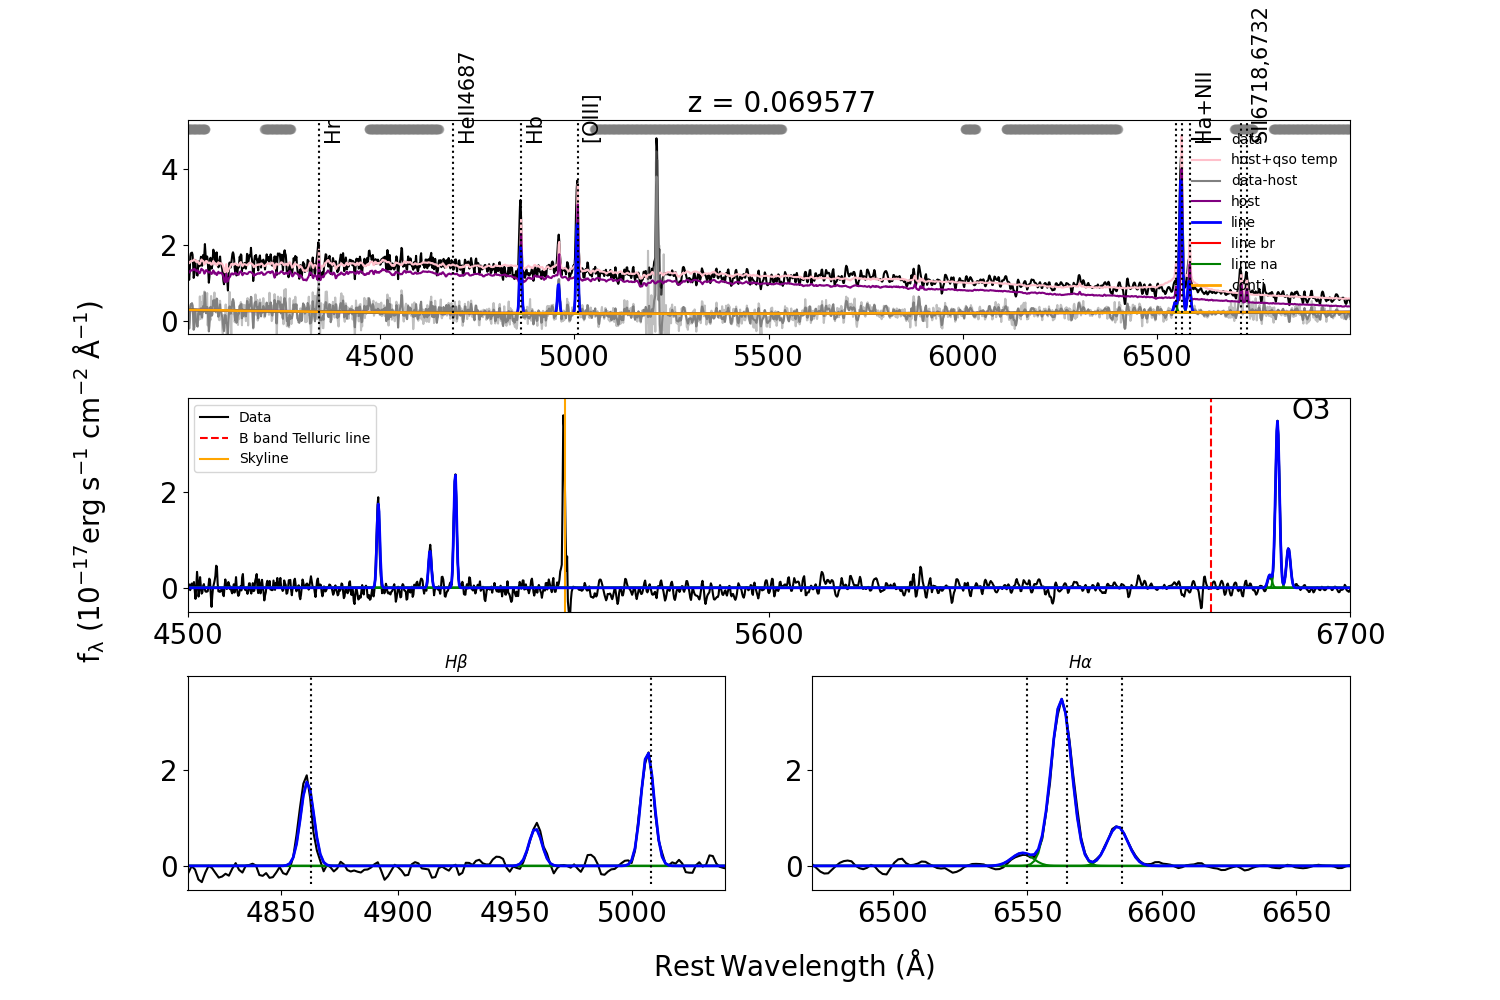 z = 0.069577
Hr
HeII4687
Hb
[OIII]
Ha+NII
SII6718,6732
data
host+qso temp
data-host
host
line
line br
line na
conti
4
2
0
4500
5000
5500
6000
6500
Data
B band Telluric line
Skyline
O3
2
0
4500
5600
6700
fλ (10⁻¹⁷erg s⁻¹ cm⁻² Å⁻¹)
Hβ
2
0
4850
4900
4950
5000
Hα
2
0
6500
6550
6600
6650
Rest Wavelength (Å)